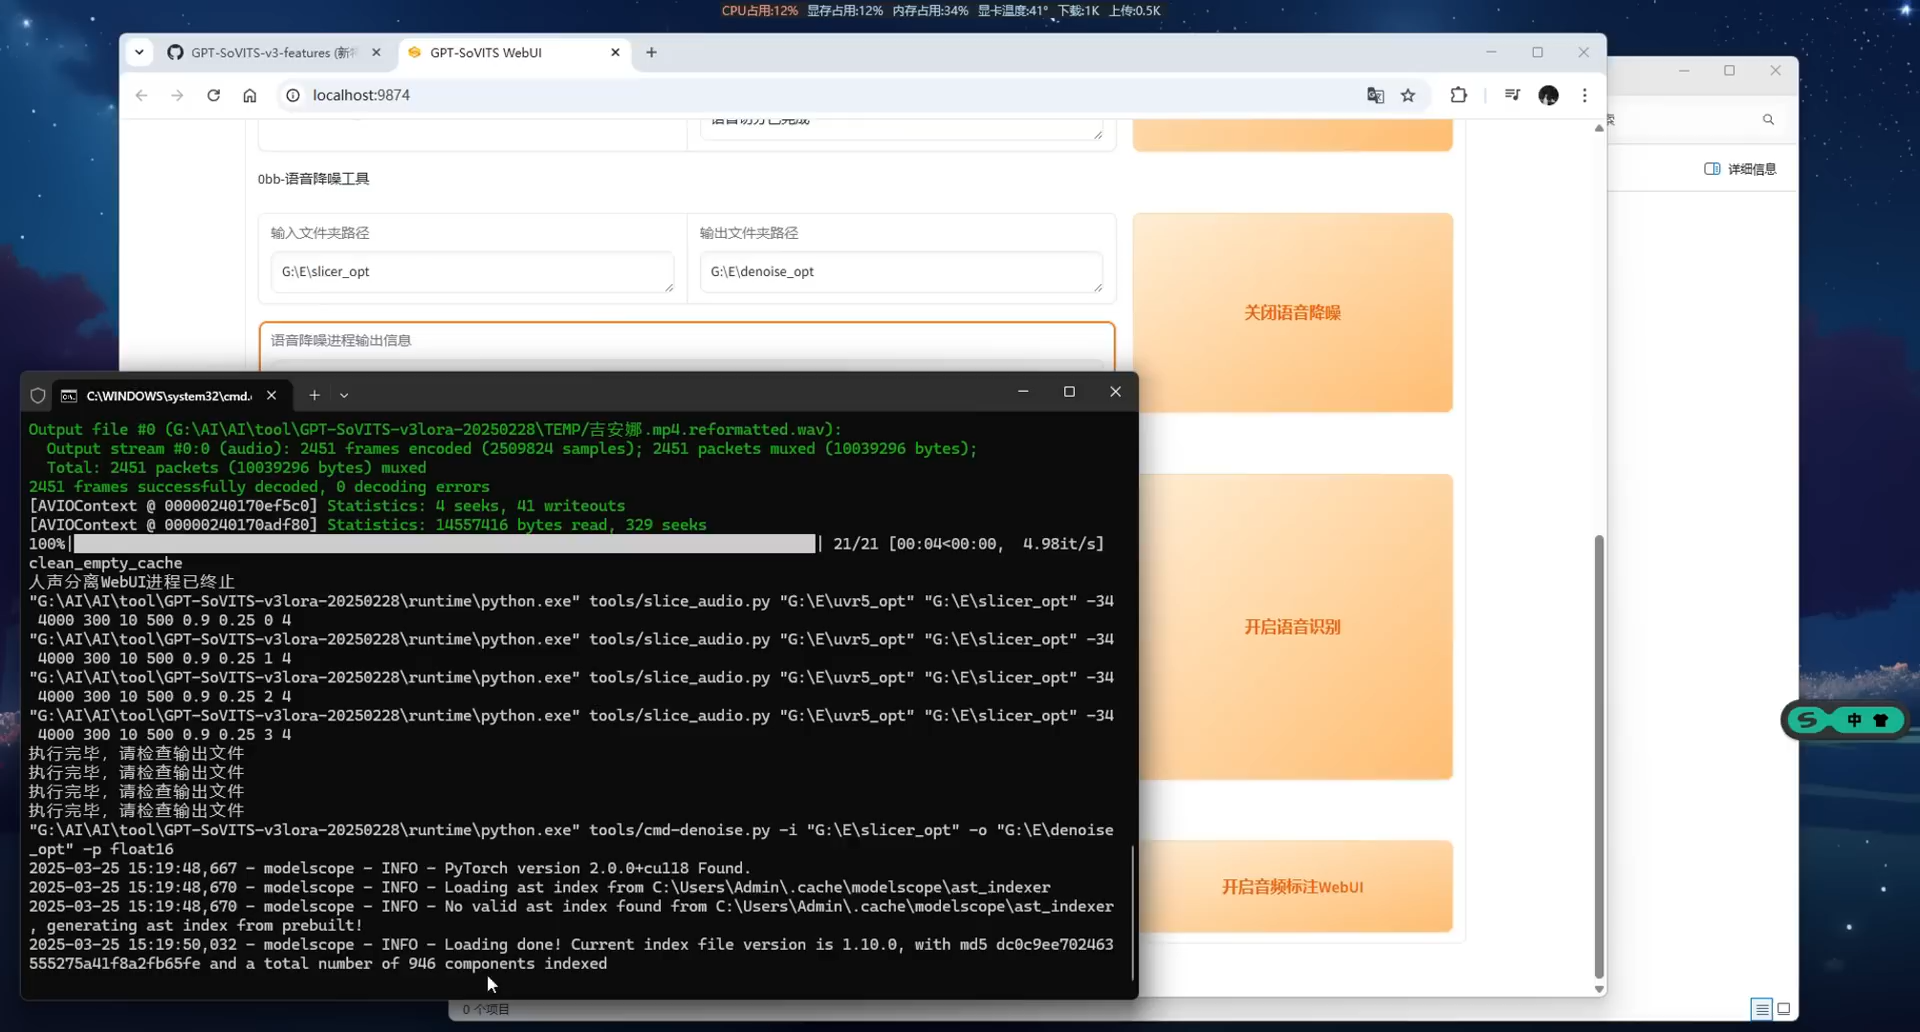 CPU占用:12% 显存占用:12% 内存占用:34% 显卡温度:41° 下载:1K 上传:0.5K
GPT-SoVITS-v3-features (新特
GPT-SoVITS WebUI
localhost:9874
语音切分已完成
索
详细信息
0bb-语音降噪工具
输入文件夹路径
输出文件夹路径
G:\E\slicer_opt
G:\E\denoise_opt
关闭语音降噪
语音降噪进程输出信息
C:\WINDOWS\system32\cmd.
Output file #0 (G:\AI\AI\tool\GPT-SoVITS-v3lora-20250228\TEMP/吉安娜.mp4.reformatted.wav):
Output stream #0:0 (audio): 2451 frames encoded (2509824 samples); 2451 packets muxed (10039296 bytes);
Total: 2451 packets (10039296 bytes) muxed
2451 frames successfully decoded, 0 decoding errors
[AVIOContext @ 00000240170ef5c0] Statistics: 4 seeks, 41 writeouts
[AVIOContext @ 00000240170adf80] Statistics: 14557416 bytes read, 329 seeks
100%| | 21/21 [00:04<00:00, 4.98it/s]
clean_empty_cache
人声分离WebUI进程已终止
"G:\AI\AI\tool\GPT-SoVITS-v3lora-20250228\runtime\python.exe" tools/slice_audio.py "G:\E\uvr5_opt" "G:\E\slicer_opt" -34
4000 300 10 500 0.9 0.25 0 4
"G:\AI\AI\tool\GPT-SoVITS-v3lora-20250228\runtime\python.exe" tools/slice_audio.py "G:\E\uvr5_opt" "G:\E\slicer_opt" -34
4000 300 10 500 0.9 0.25 1 4
"G:\AI\AI\tool\GPT-SoVITS-v3lora-20250228\runtime\python.exe" tools/slice_audio.py "G:\E\uvr5_opt" "G:\E\slicer_opt" -34
4000 300 10 500 0.9 0.25 2 4
"G:\AI\AI\tool\GPT-SoVITS-v3lora-20250228\runtime\python.exe" tools/slice_audio.py "G:\E\uvr5_opt" "G:\E\slicer_opt" -34
4000 300 10 500 0.9 0.25 3 4
执行完毕，请检查输出文件
执行完毕，请检查输出文件
执行完毕，请检查输出文件
执行完毕，请检查输出文件
"G:\AI\AI\tool\GPT-SoVITS-v3lora-20250228\runtime\python.exe" tools/cmd-denoise.py -i "G:\E\slicer_opt" -o "G:\E\denoise
_opt" -p float16
2025-03-25 15:19:48,667 - modelscope - INFO - PyTorch version 2.0.0+cu118 Found.
2025-03-25 15:19:48,670 - modelscope - INFO - Loading ast index from C:\Users\Admin\.cache\modelscope\ast_indexer
2025-03-25 15:19:48,670 - modelscope - INFO - No valid ast index found from C:\Users\Admin\.cache\modelscope\ast_indexer
, generating ast index from prebuilt!
2025-03-25 15:19:50,032 - modelscope - INFO - Loading done! Current index file version is 1.10.0, with md5 dc0c9ee702463
555275a41f8a2fb65fe and a total number of 946 components indexed
开启语音识别
开启音频标注WebUI
中
0 个项目